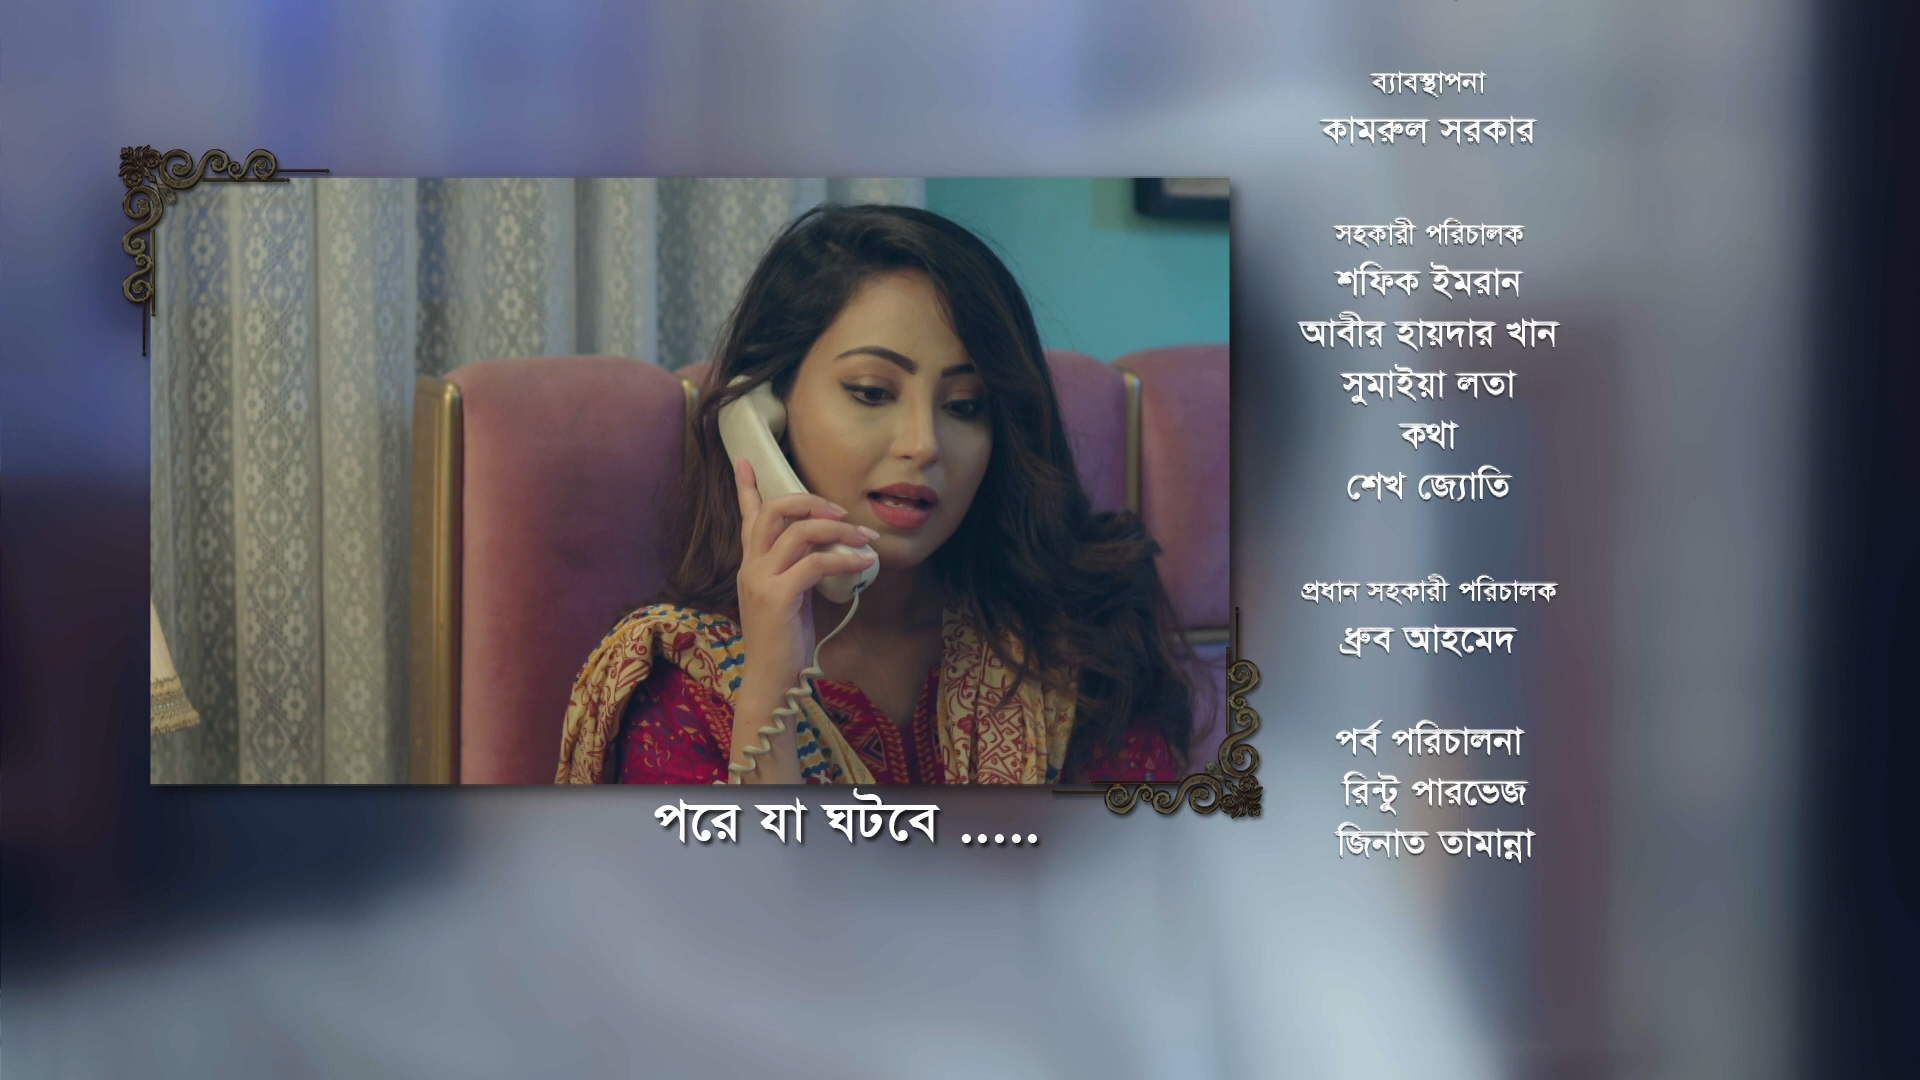 ব্যাবস্থাপনা
কামরুল সরকার
সহকারী পরিচালক
শফিক ইমরান
আবীর হায়দার খান
সুমাইয়া লতা
কথা
শেখ জ্যোতি
প্রধান সহকারী পরিচালক
ধ্রুব আহমেদ
পর্ব পরিচালনা
রিন্টু পারভেজ
জিনাত তামান্না
পরে যা ঘটবে .....